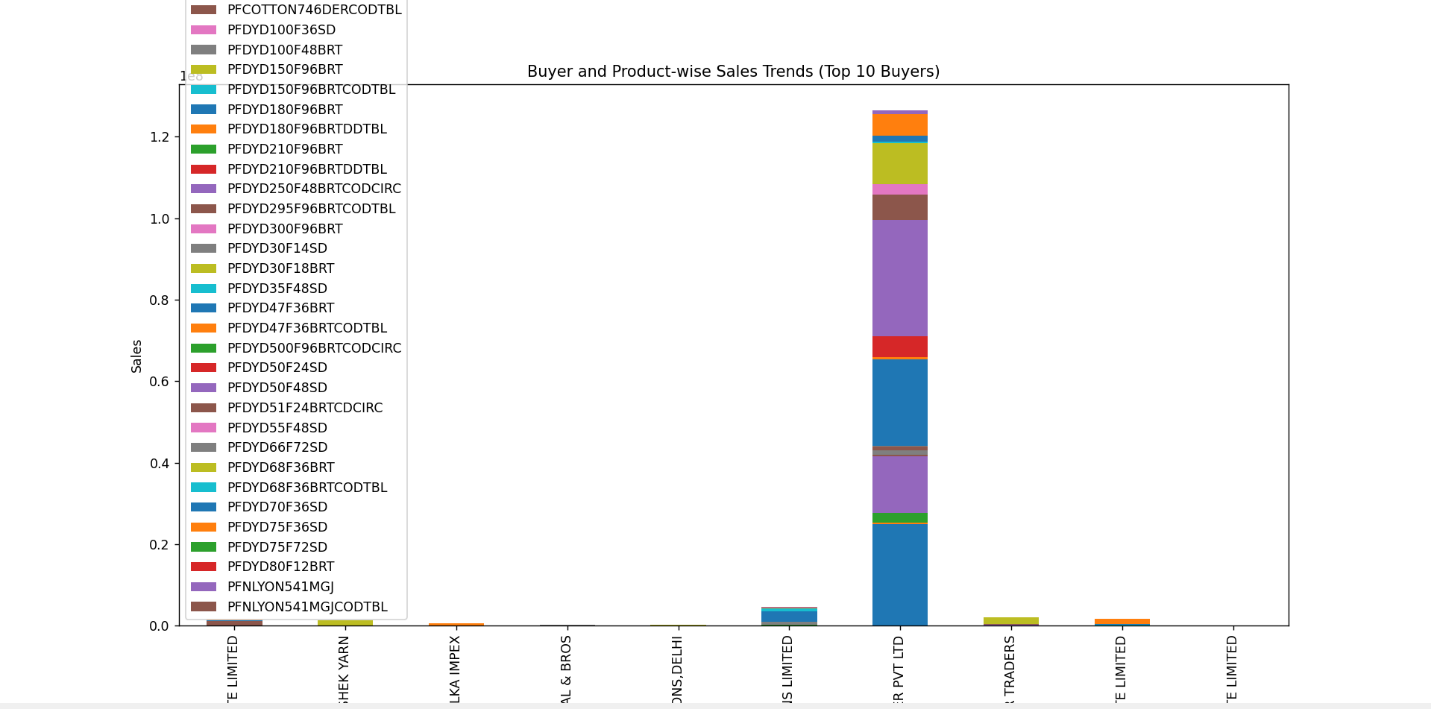 PFCOTTON746DERCODTBL
PFDYD100F36SD
PFDYD100F48BRT
PFDYD150F96BRT
PFDYD150F96BRTCODTBL
PFDYD180F96BRT
PFDYD180F96BRTDDTBL
PFDYD210F96BRT
PFDYD210F96BRTDDTBL
PFDYD250F48BRTCODCIRC
PFDYD295F96BRTCODTBL
PFDYD300F96BRT
PFDYD30F14SD
PFDYD30F18BRT
PFDYD35F48SD
PFDYD47F36BRT
PFDYD47F36BRTCODTBL
PFDYD500F96BRTCODCIRC
PFDYD50F24SD
PFDYD50F48SD
PFDYD51F24BRTCDCIRC
PFDYD55F48SD
PFDYD66F72SD
PFDYD68F36BRT
PFDYD68F36BRTCODTBL
PFDYD70F36SD
PFDYD75F36SD
PFDYD75F72SD
PFDYD80F12BRT
PFNLYON541MGJ
PFNLYON541MGJCODTBL
1e8
Buyer and Product-wise Sales Trends (Top 10 Buyers)
1.2
1.0
0.8
0.6
0.4
0.2
0.0
Sales
TE LIMITED
SHEK YARN
LKA IMPEX
AL & BROS
ONS,DELHI
NS LIMITED
ER PVT LTD
R TRADERS
TE LIMITED
TE LIMITED